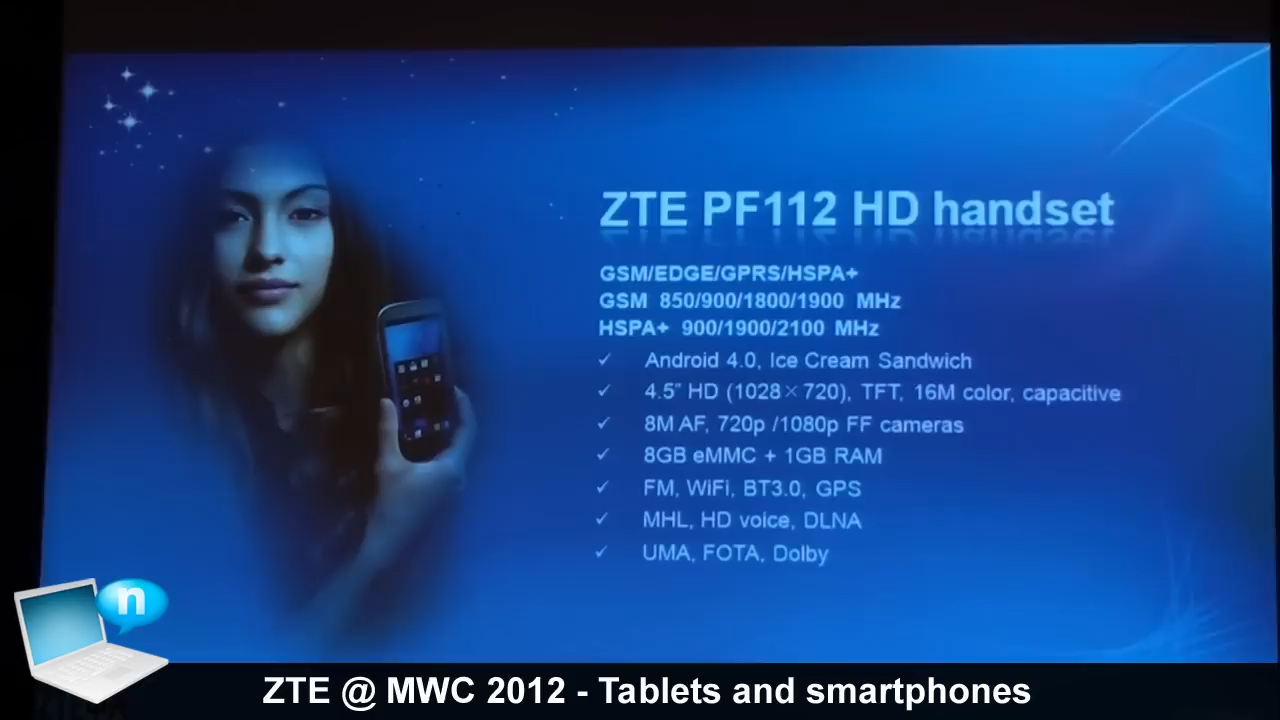 ZTE PF112 HD handset
GSM/EDGE/GPRS/HSPA+
GSM 850/900/1800/1900 MHz
HSPA+ 900/1900/2100 MHz
✓ Android 4.0, Ice Cream Sandwich
✓ 4.5" HD (1028×720), TFT, 16M color, capacitive
✓ 8M AF, 720p /1080p FF cameras
✓ 8GB eMMC + 1GB RAM
✓ FM, WiFi, BT3.0, GPS
✓ MHL, HD voice, DLNA
✓ UMA, FOTA, Dolby
n
ZTE @ MWC 2012 - Tablets and smartphones